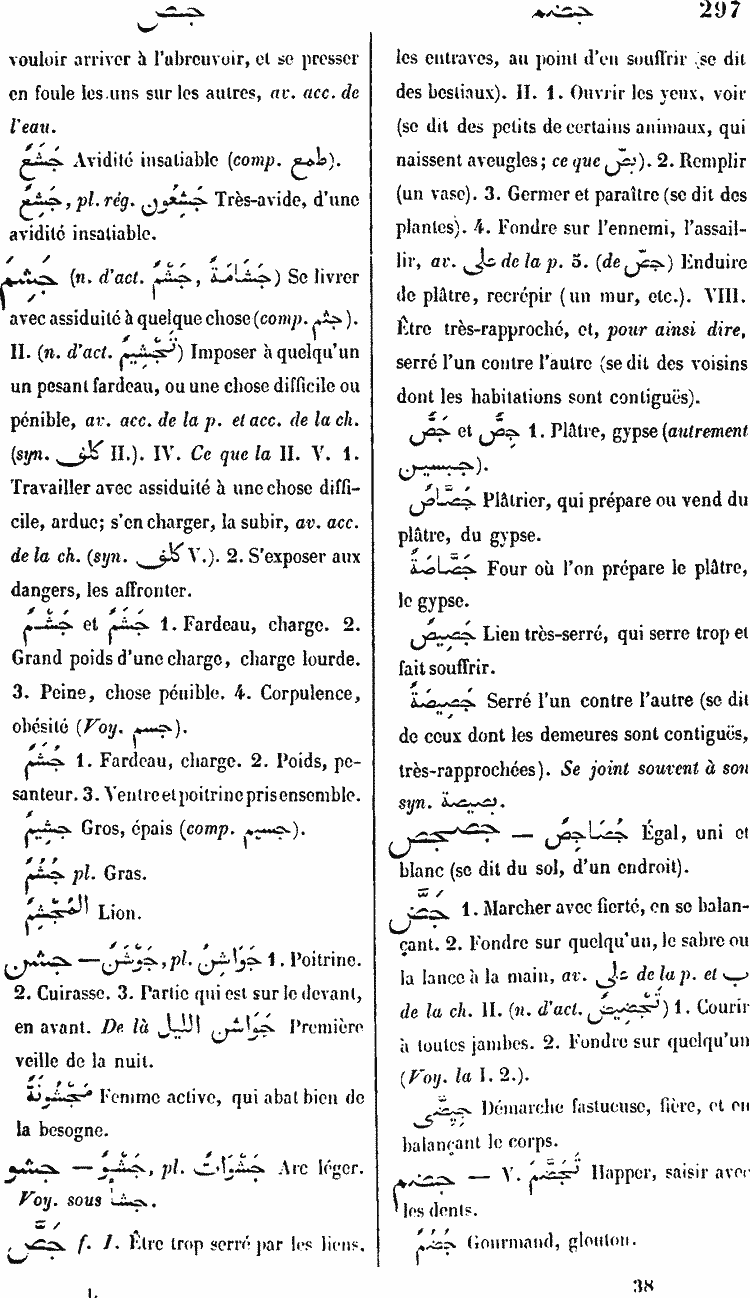 جص
جضم
297
vouloir arriver à l'abreuvoir, et se presser
en foule les uns sur les autres, av. acc. de
l'eau.
جَشَعٌ Avidité insatiable (comp. طمع).
جَشِعٌ, pl. rég. جَشِعُونَ Très-avide, d'une
avidité insatiable.
جشم (n. d'act. جَشْمٌ, جَشَامَةٌ) Se livrer
avec assiduité à quelque chose (comp. جثم).
II. (n. d'act. تَجْشِيمٌ) Imposer à quelqu'un
un pesant fardeau, ou une chose difficile ou
pénible, av. acc. de la p. et acc. de la ch.
(syn. كلف II.). IV. Ce que la II. V. 1.
Travailler avec assiduité à une chose diffi-
cile, ardue; s'en charger, la subir, av. acc.
de la ch. (syn. كلف V.). 2. S'exposer aux
dangers, les affronter.
جَشْمٌ et جَشَمٌ 1. Fardeau, charge. 2.
Grand poids d'une charge, charge lourde.
3. Peine, chose pénible. 4. Corpulence,
obésité (Voy. جسم).
جُشَمٌ 1. Fardeau, charge. 2. Poids, pe-
santeur. 3. Ventre et poitrine pris ensemble.
جَشِيمٌ Gros, épais (comp. جسيم).
جُشُمٌ pl. Gras.
المُجَشِّمُ Lion.
جشن — جَوْشَنٌ, pl. جَوَاشِنُ 1. Poitrine.
2. Cuirasse. 3. Partie qui est sur le devant,
en avant. De là جَوَاشِن الليل Première
veille de la nuit.
مَجْشُونَةٌ Femme active, qui abat bien de
la besogne.
جشو — جَشْوٌ, pl. جَشَوَاتٌ Arc léger.
Voy. sous جشأ.
جَصَّ f. I. Être trop serré par les liens,
les entraves, au point d'en souffrir (se dit
des bestiaux). II. 1. Ouvrir les yeux, voir
(se dit des petits de certains animaux, qui
naissent aveugles; ce que بصّ). 2. Remplir
(un vase). 3. Germer et paraître (se dit des
plantes). 4. Fondre sur l'ennemi, l'assail-
lir, av. على de la p. 5. (de جصّ) Enduire
de plâtre, recrépir (un mur, etc.). VIII.
Être très-rapproché, et, pour ainsi dire,
serré l'un contre l'autre (se dit des voisins
dont les habitations sont contiguës).
جَصٌّ et جِصٌّ 1. Plâtre, gypse (autrement
جبسين).
جَصَّاصٌ Plâtrier, qui prépare ou vend du
plâtre, du gypse.
جَصَّاصَةٌ Four où l'on prépare le plâtre,
le gypse.
جَصِيصٌ Lien très-serré, qui serre trop et
fait souffrir.
جَصِيصَةٌ Serré l'un contre l'autre (se dit
de ceux dont les demeures sont contiguës,
très-rapprochées). Se joint souvent à son
syn. بصيصة.
جصجص — جُصَاجِصٌ Égal, uni et
blanc (se dit du sol, d'un endroit).
جَضَّ 1. Marcher avec fierté, en se balan-
çant. 2. Fondre sur quelqu'un, le sabre ou
la lance à la main, av. على de la p. et ب
de la ch. II. (n. d'act. تَجْضِيضٌ) 1. Courir
à toutes jambes. 2. Fondre sur quelqu'un
(Voy. la I. 2.).
جِيَضَّى Démarche fastueuse, fière, et en
balançant le corps.
جضم — V. تَجَضَّمَ Happer, saisir avec
les dents.
جُضُمٌ Gourmand, glouton.
I.
38